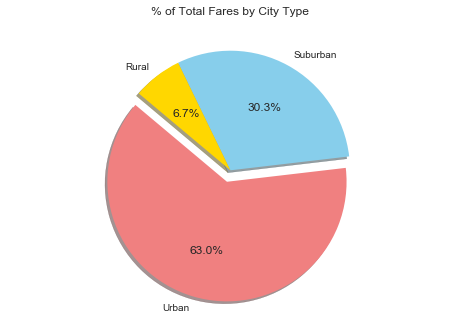 % of Total Fares by City Type
Suburban
Rural
30.3%
6.7%
63.0%
Urban